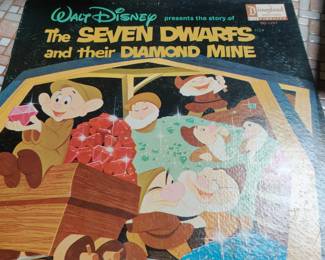 WALT DISNEY presents the story of
The SEVEN DWARFS
and their DIAMOND MINE
Disneyland